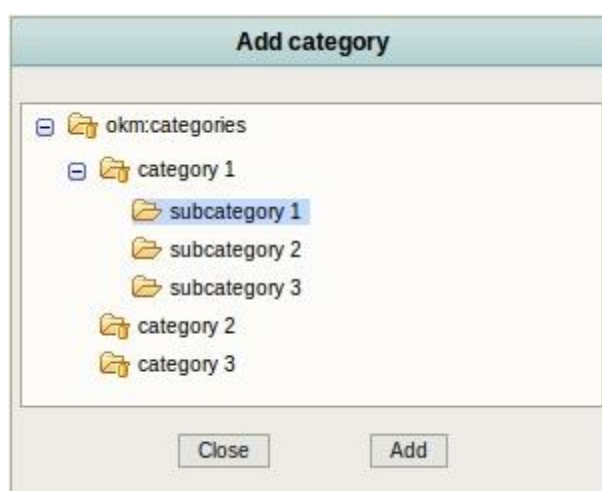 Add category
okm:categories
category 1
subcategory 1
subcategory 2
subcategory 3
category 2
category 3
Close Add